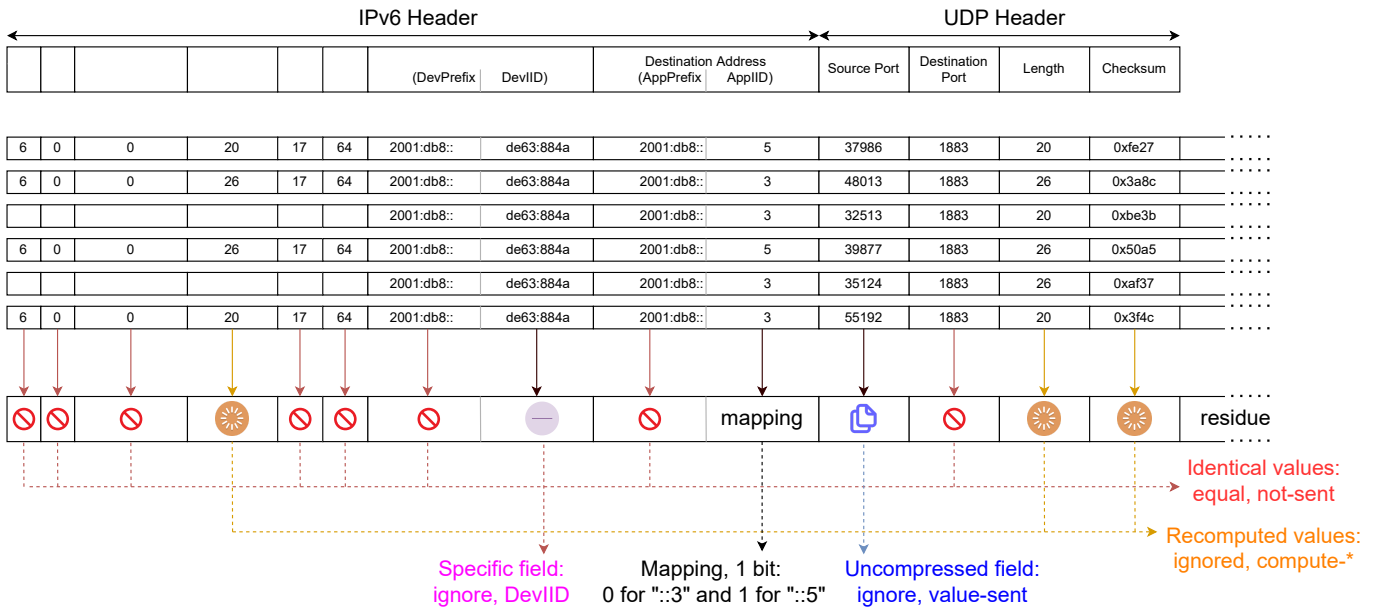 IPv6 Header UDP Header
Destination Address
(DevPrefix DevIID) (AppPrefix AppIID) Source Port Destination Port Length Checksum
6 0 0 20 17 64 2001:db8:: de63:884a 2001:db8:: 5 37986 1883 20 0xfe27
6 0 0 26 17 64 2001:db8:: de63:884a 2001:db8:: 3 48013 1883 26 0x3a8c
2001:db8:: de63:884a 2001:db8:: 3 32513 1883 20 0xbe3b
6 0 0 26 17 64 2001:db8:: de63:884a 2001:db8:: 5 39877 1883 26 0x50a5
2001:db8:: de63:884a 2001:db8:: 3 35124 1883 26 0xaf37
6 0 0 20 17 64 2001:db8:: de63:884a 2001:db8:: 3 55192 1883 20 0x3f4c
mapping residue
Identical values:
equal, not-sent
Recomputed values:
ignored, compute-*
Specific field:
ignore, DevIID
Mapping, 1 bit:
0 for "::3" and 1 for "::5"
Uncompressed field:
ignore, value-sent